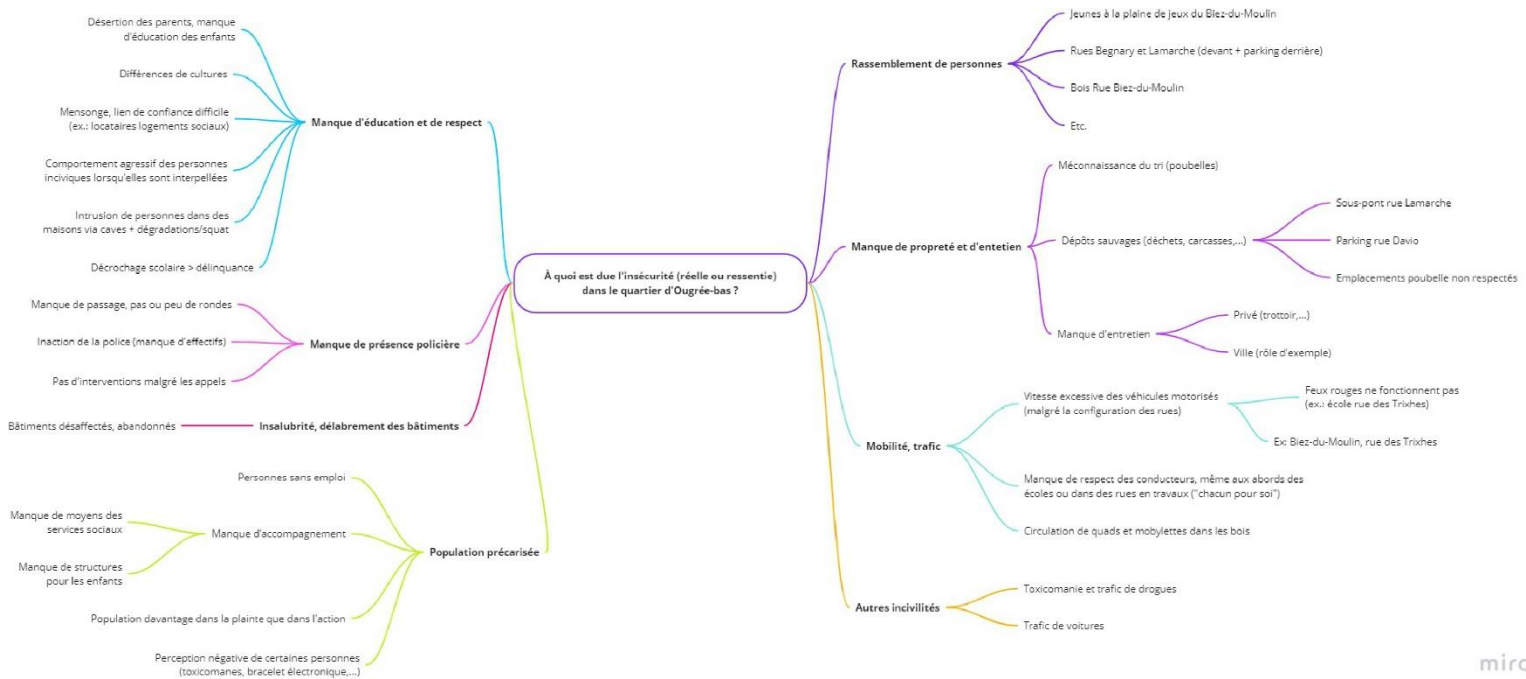 À quoi est due l'insécurité (réelle ou ressentie)
dans le quartier d'Ougrée-bas ?
Manque d'éducation et de respect
Désertion des parents, manque
d'éducation des enfants
Différences de cultures
Mensonge, lien de confiance difficile
(ex.: locataires logements sociaux)
Comportement agressif des personnes
inciviques lorsqu'elles sont interpellées
Intrusion de personnes dans des
maisons via caves + dégradations/squat
Décrochage scolaire > délinquance
Manque de présence policière
Manque de passage, pas ou peu de rondes
Inaction de la police (manque d'effectifs)
Pas d'interventions malgré les appels
Insalubrité, délabrement des bâtiments
Bâtiments désaffectés, abandonnés
Population précarisée
Personnes sans emploi
Manque d'accompagnement
Manque de moyens des
services sociaux
Manque de structures
pour les enfants
Population davantage dans la plainte que dans l'action
Perception négative de certaines personnes
(toxicomanes, bracelet électronique,...)
Rassemblement de personnes
Jeunes à la plaine de jeux du Biez-du-Moulin
Rues Begnary et Lamarche (devant + parking derrière)
Bois Rue Biez-du-Moulin
Etc.
Manque de propreté et d'entetien
Méconnaissance du tri (poubelles)
Dépôts sauvages (déchets, carcasses,...)
Sous-pont rue Lamarche
Parking rue Davio
Emplacements poubelle non respectés
Manque d'entretien
Privé (trottoir,...)
Ville (rôle d'exemple)
Mobilité, trafic
Vitesse excessive des véhicules motorisés
(malgré la configuration des rues)
Feux rouges ne fonctionnent pas
(ex.: école rue des Trixhes)
Ex: Biez-du-Moulin, rue des Trixhes
Manque de respect des conducteurs, même aux abords des
écoles ou dans des rues en travaux ("chacun pour soi")
Circulation de quads et mobylettes dans les bois
Autres incivilités
Toxicomanie et trafic de drogues
Trafic de voitures
miro